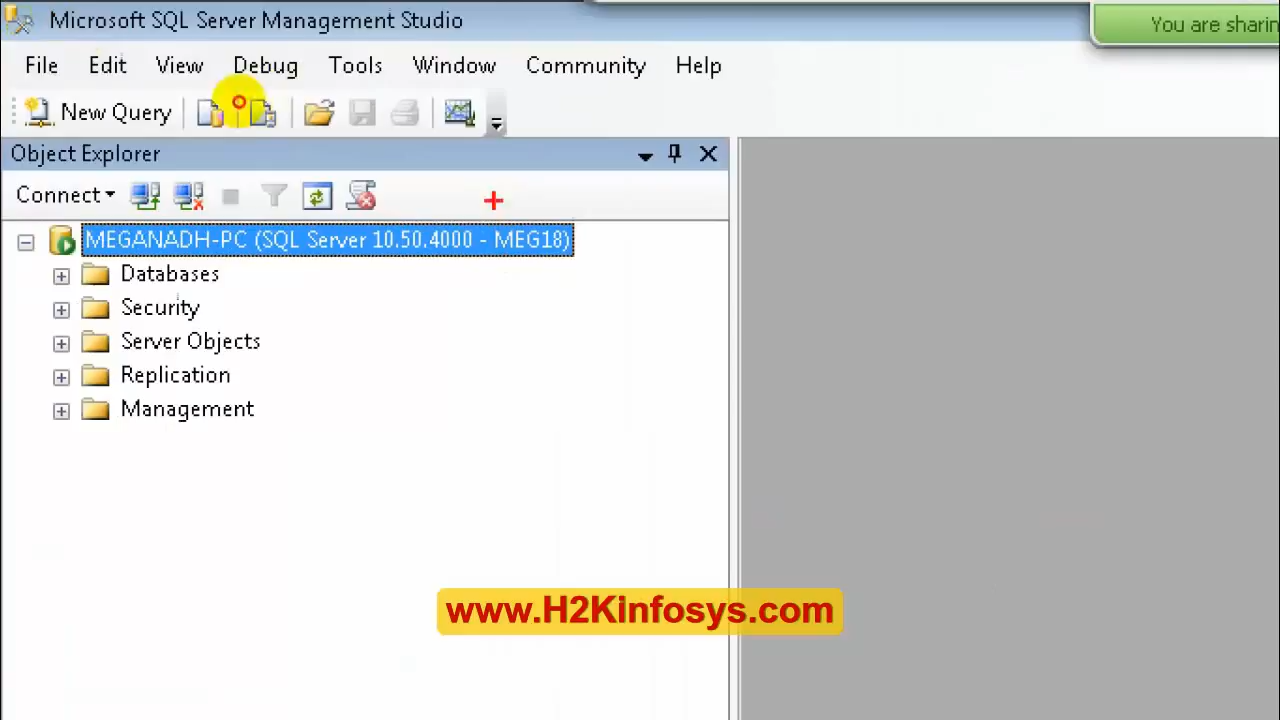 Microsoft SQL Server Management Studio
You are sharin
File Edit View Debug Tools Window Community Help
New Query
Object Explorer
Connect
MEGANADH-PC (SQL Server 10.50.4000 - MEG18)
Databases
Security
Server Objects
Replication
Management
www.H2Kinfosys.com